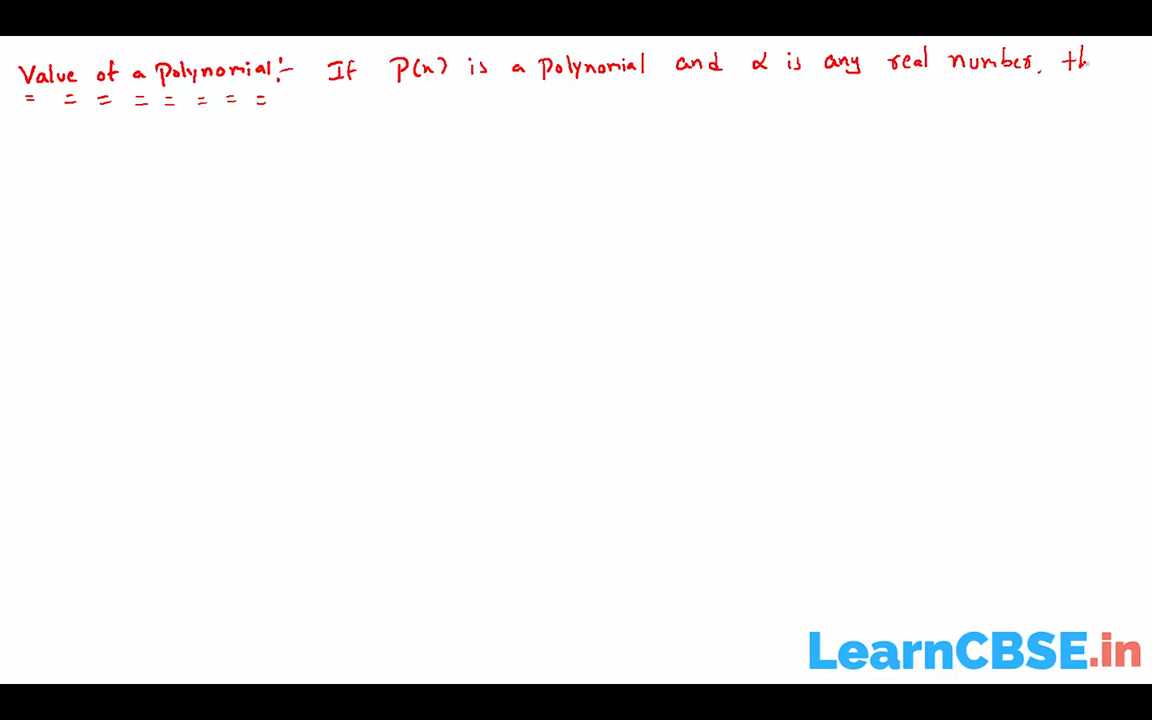 Value of a Polynomial:- If P(x) is a polynomial and α is any real number, th
= = = = = = = =
LearnCBSE.in